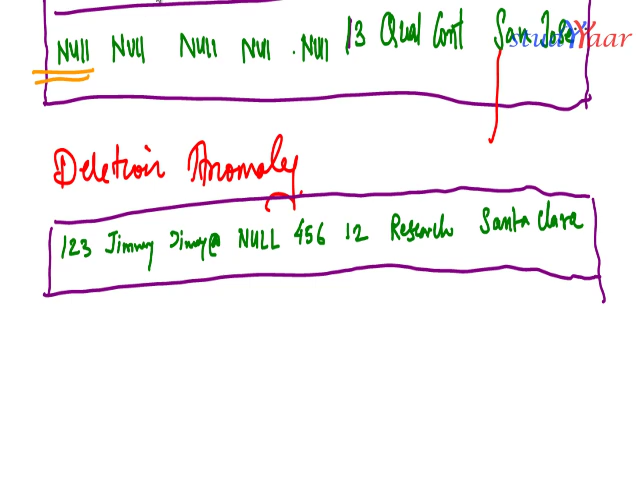 Null Null Null Null . Null 13 Qual Cont San Jose
studYYaar
Deletion Anomaly
123 Jimmy Jimmy@ NULL 456 12 Research Santa Clara